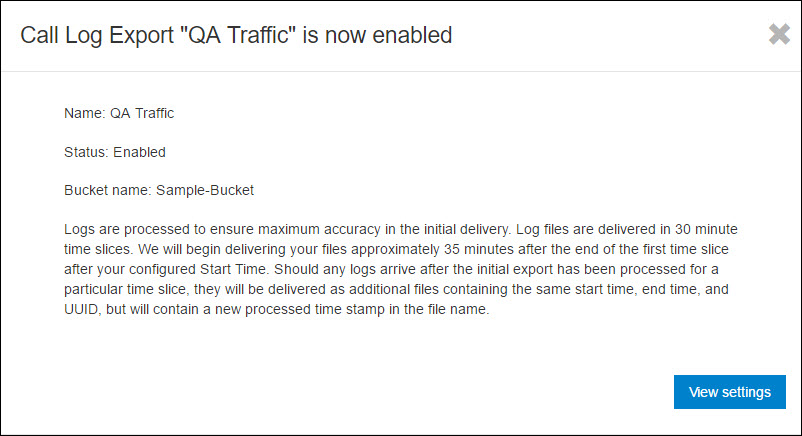 Call Log Export "QA Traffic" is now enabled
Name: QA Traffic
Status: Enabled
Bucket name: Sample-Bucket
Logs are processed to ensure maximum accuracy in the initial delivery. Log files are delivered in 30 minute
time slices. We will begin delivering your files approximately 35 minutes after the end of the first time slice
after your configured Start Time. Should any logs arrive after the initial export has been processed for a
particular time slice, they will be delivered as additional files containing the same start time, end time, and
UUID, but will contain a new processed time stamp in the file name.
View settings